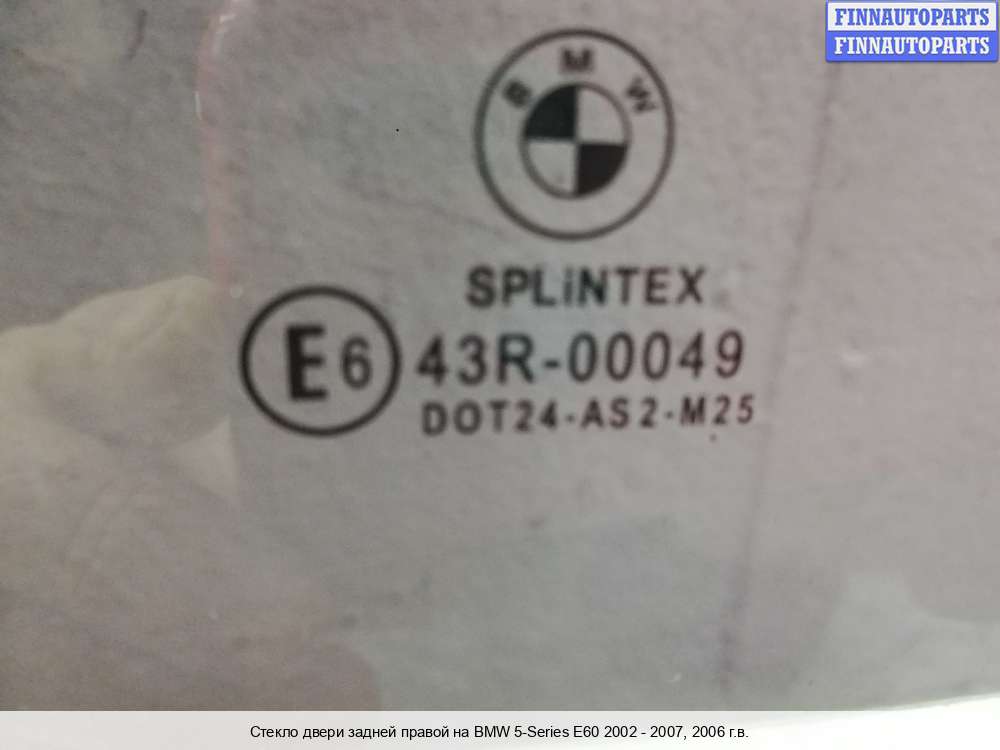 FINNAUTOPARTS
FINNAUTOPARTS
BMW
SPLiNTEX
E6 43R-00049
DOT24-AS2-M25
Стекло двери задней правой на BMW 5-Series E60 2002 - 2007, 2006 г.в.